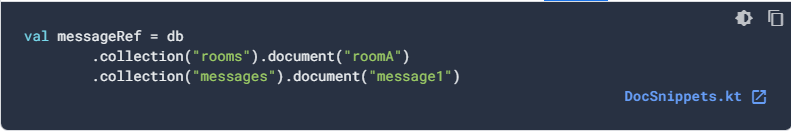 val messageRef = db
        .collection("rooms").document("roomA")
        .collection("messages").document("message1")
DocSnippets.kt